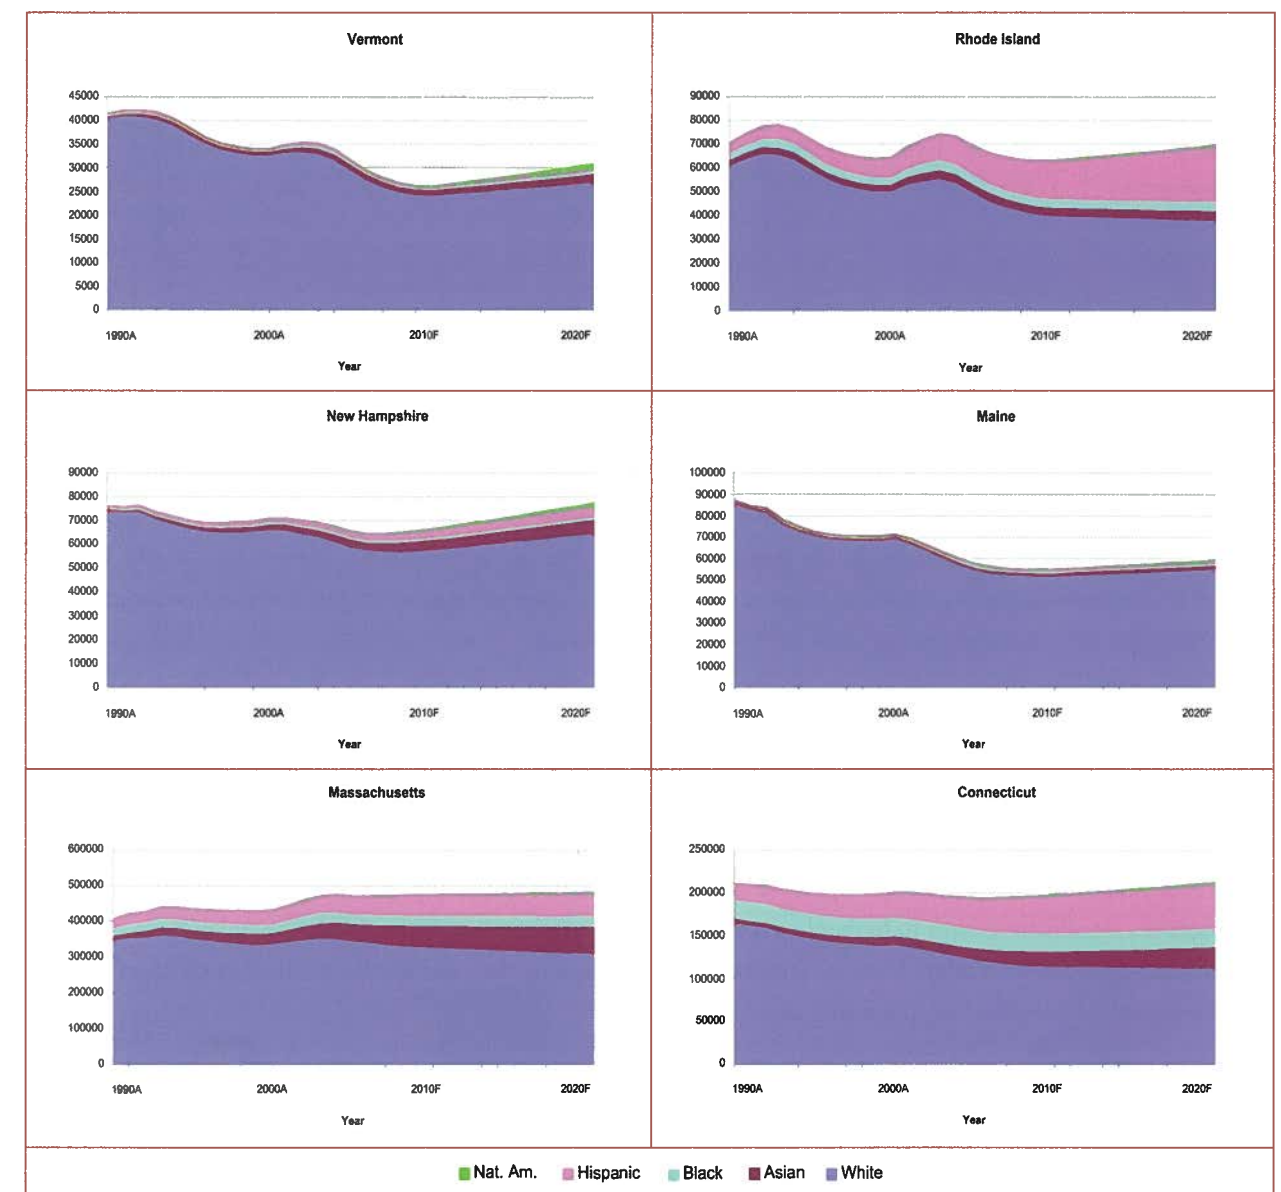 Vermont
45000
40000
35000
30000
25000
20000
15000
10000
5000
0
1990A 2000A 2010F 2020F
Year
Rhode Island
90000
80000
70000
60000
50000
40000
30000
20000
10000
0
1990A 2000A 2010F 2020F
Year
New Hampshire
90000
80000
70000
60000
50000
40000
30000
20000
10000
0
1990A 2000A 2010F 2020F
Year
Maine
100000
90000
80000
70000
60000
50000
40000
30000
20000
10000
0
1990A 2000A 2010F 2020F
Year
Massachusetts
600000
500000
400000
300000
200000
100000
0
1990A 2000A 2010F 2020F
Year
Connecticut
250000
200000
150000
100000
50000
0
1990A 2000A 2010F 2020F
Year
Nat. Am. Hispanic Black Asian White